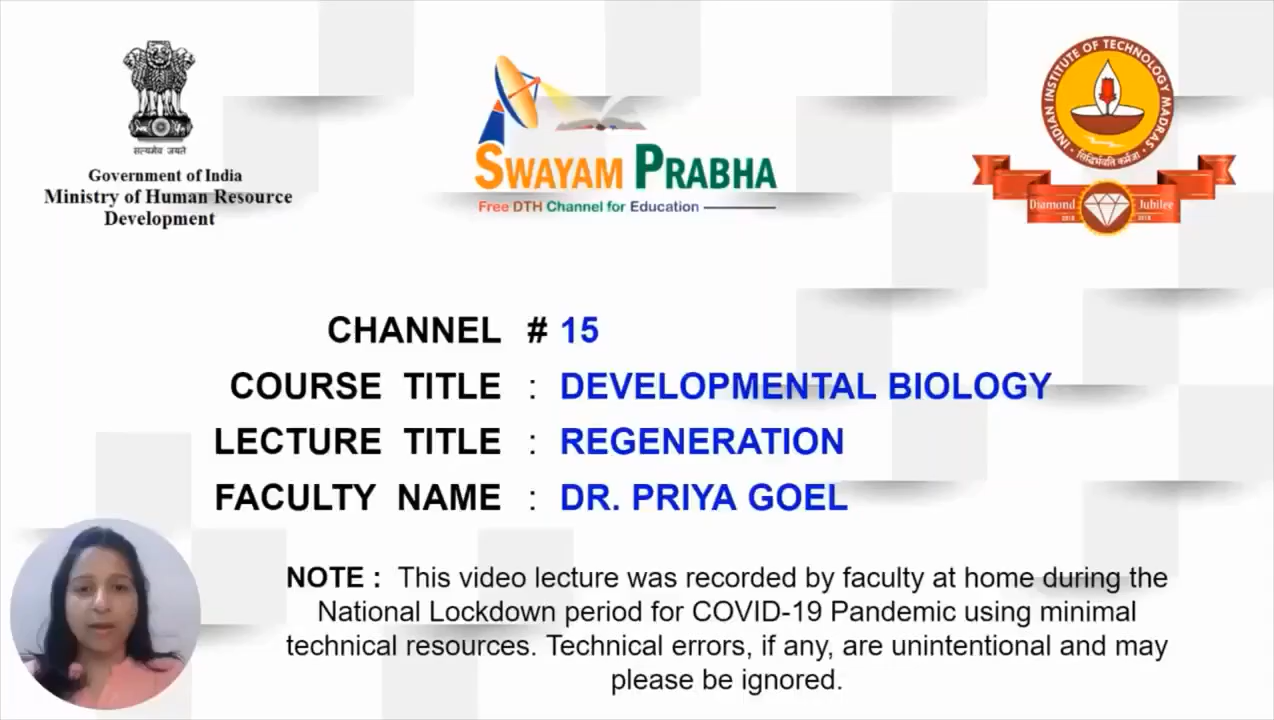 सत्यमेव जयते
Government of India
Ministry of Human Resource
Development
SWAYAM PRABHA
Free DTH Channel for Education
INDIAN INSTITUTE OF TECHNOLOGY MADRAS
सिद्धिर्भवति कर्मजा
Diamond Jubilee
CHANNEL # 15
COURSE TITLE : DEVELOPMENTAL BIOLOGY
LECTURE TITLE : REGENERATION
FACULTY NAME : DR. PRIYA GOEL
NOTE : This video lecture was recorded by faculty at home during the
National Lockdown period for COVID-19 Pandemic using minimal
technical resources. Technical errors, if any, are unintentional and may
please be ignored.